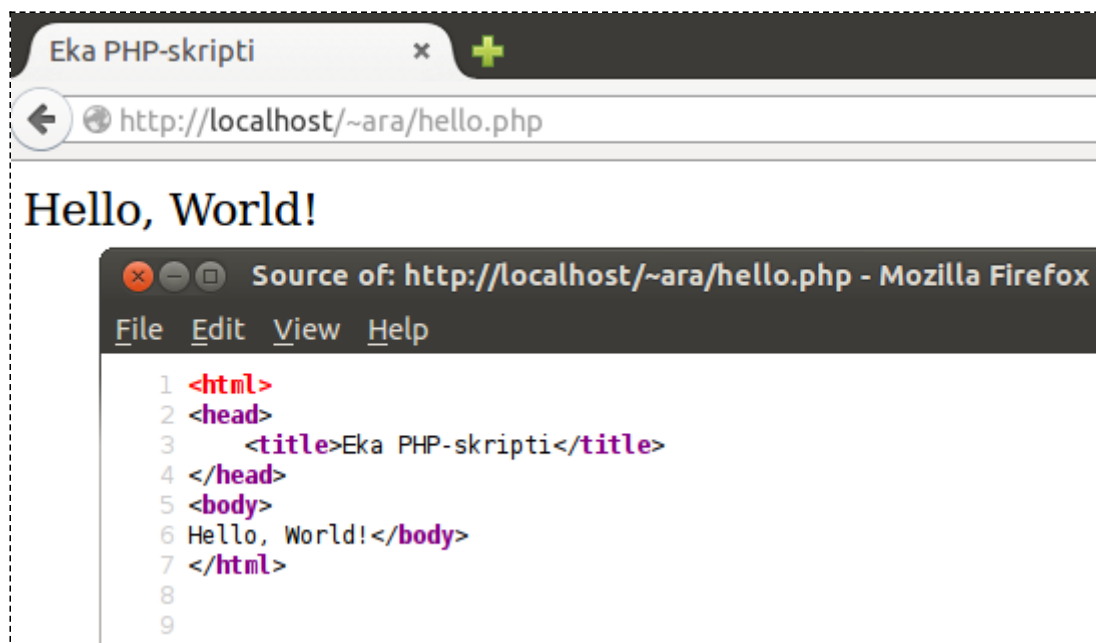 Eka PHP-skripti
http://localhost/~ara/hello.php
Hello, World!
Source of: http://localhost/~ara/hello.php - Mozilla Firefox
File Edit View Help
1 <html>
2 <head>
3     <title>Eka PHP-skripti</title>
4 </head>
5 <body>
6 Hello, World!</body>
7 </html>
8
9